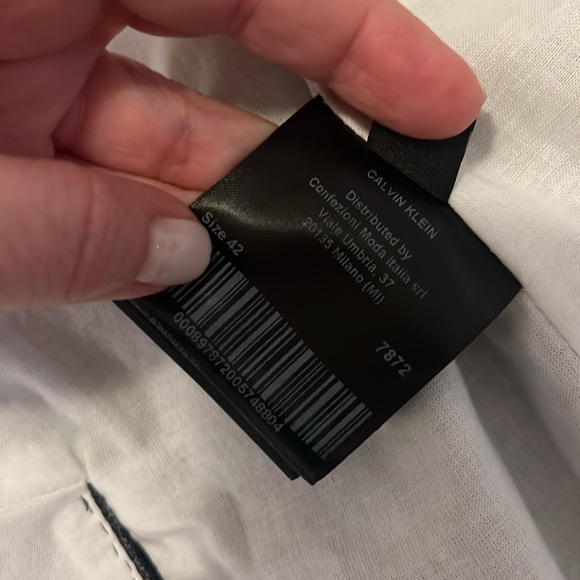 CALVIN KLEIN
Distributed by
Confezioni Moda Italia srl
Viale Umbria, 37
20135 Milano (MI)
7872
Size 42
000897872005748804